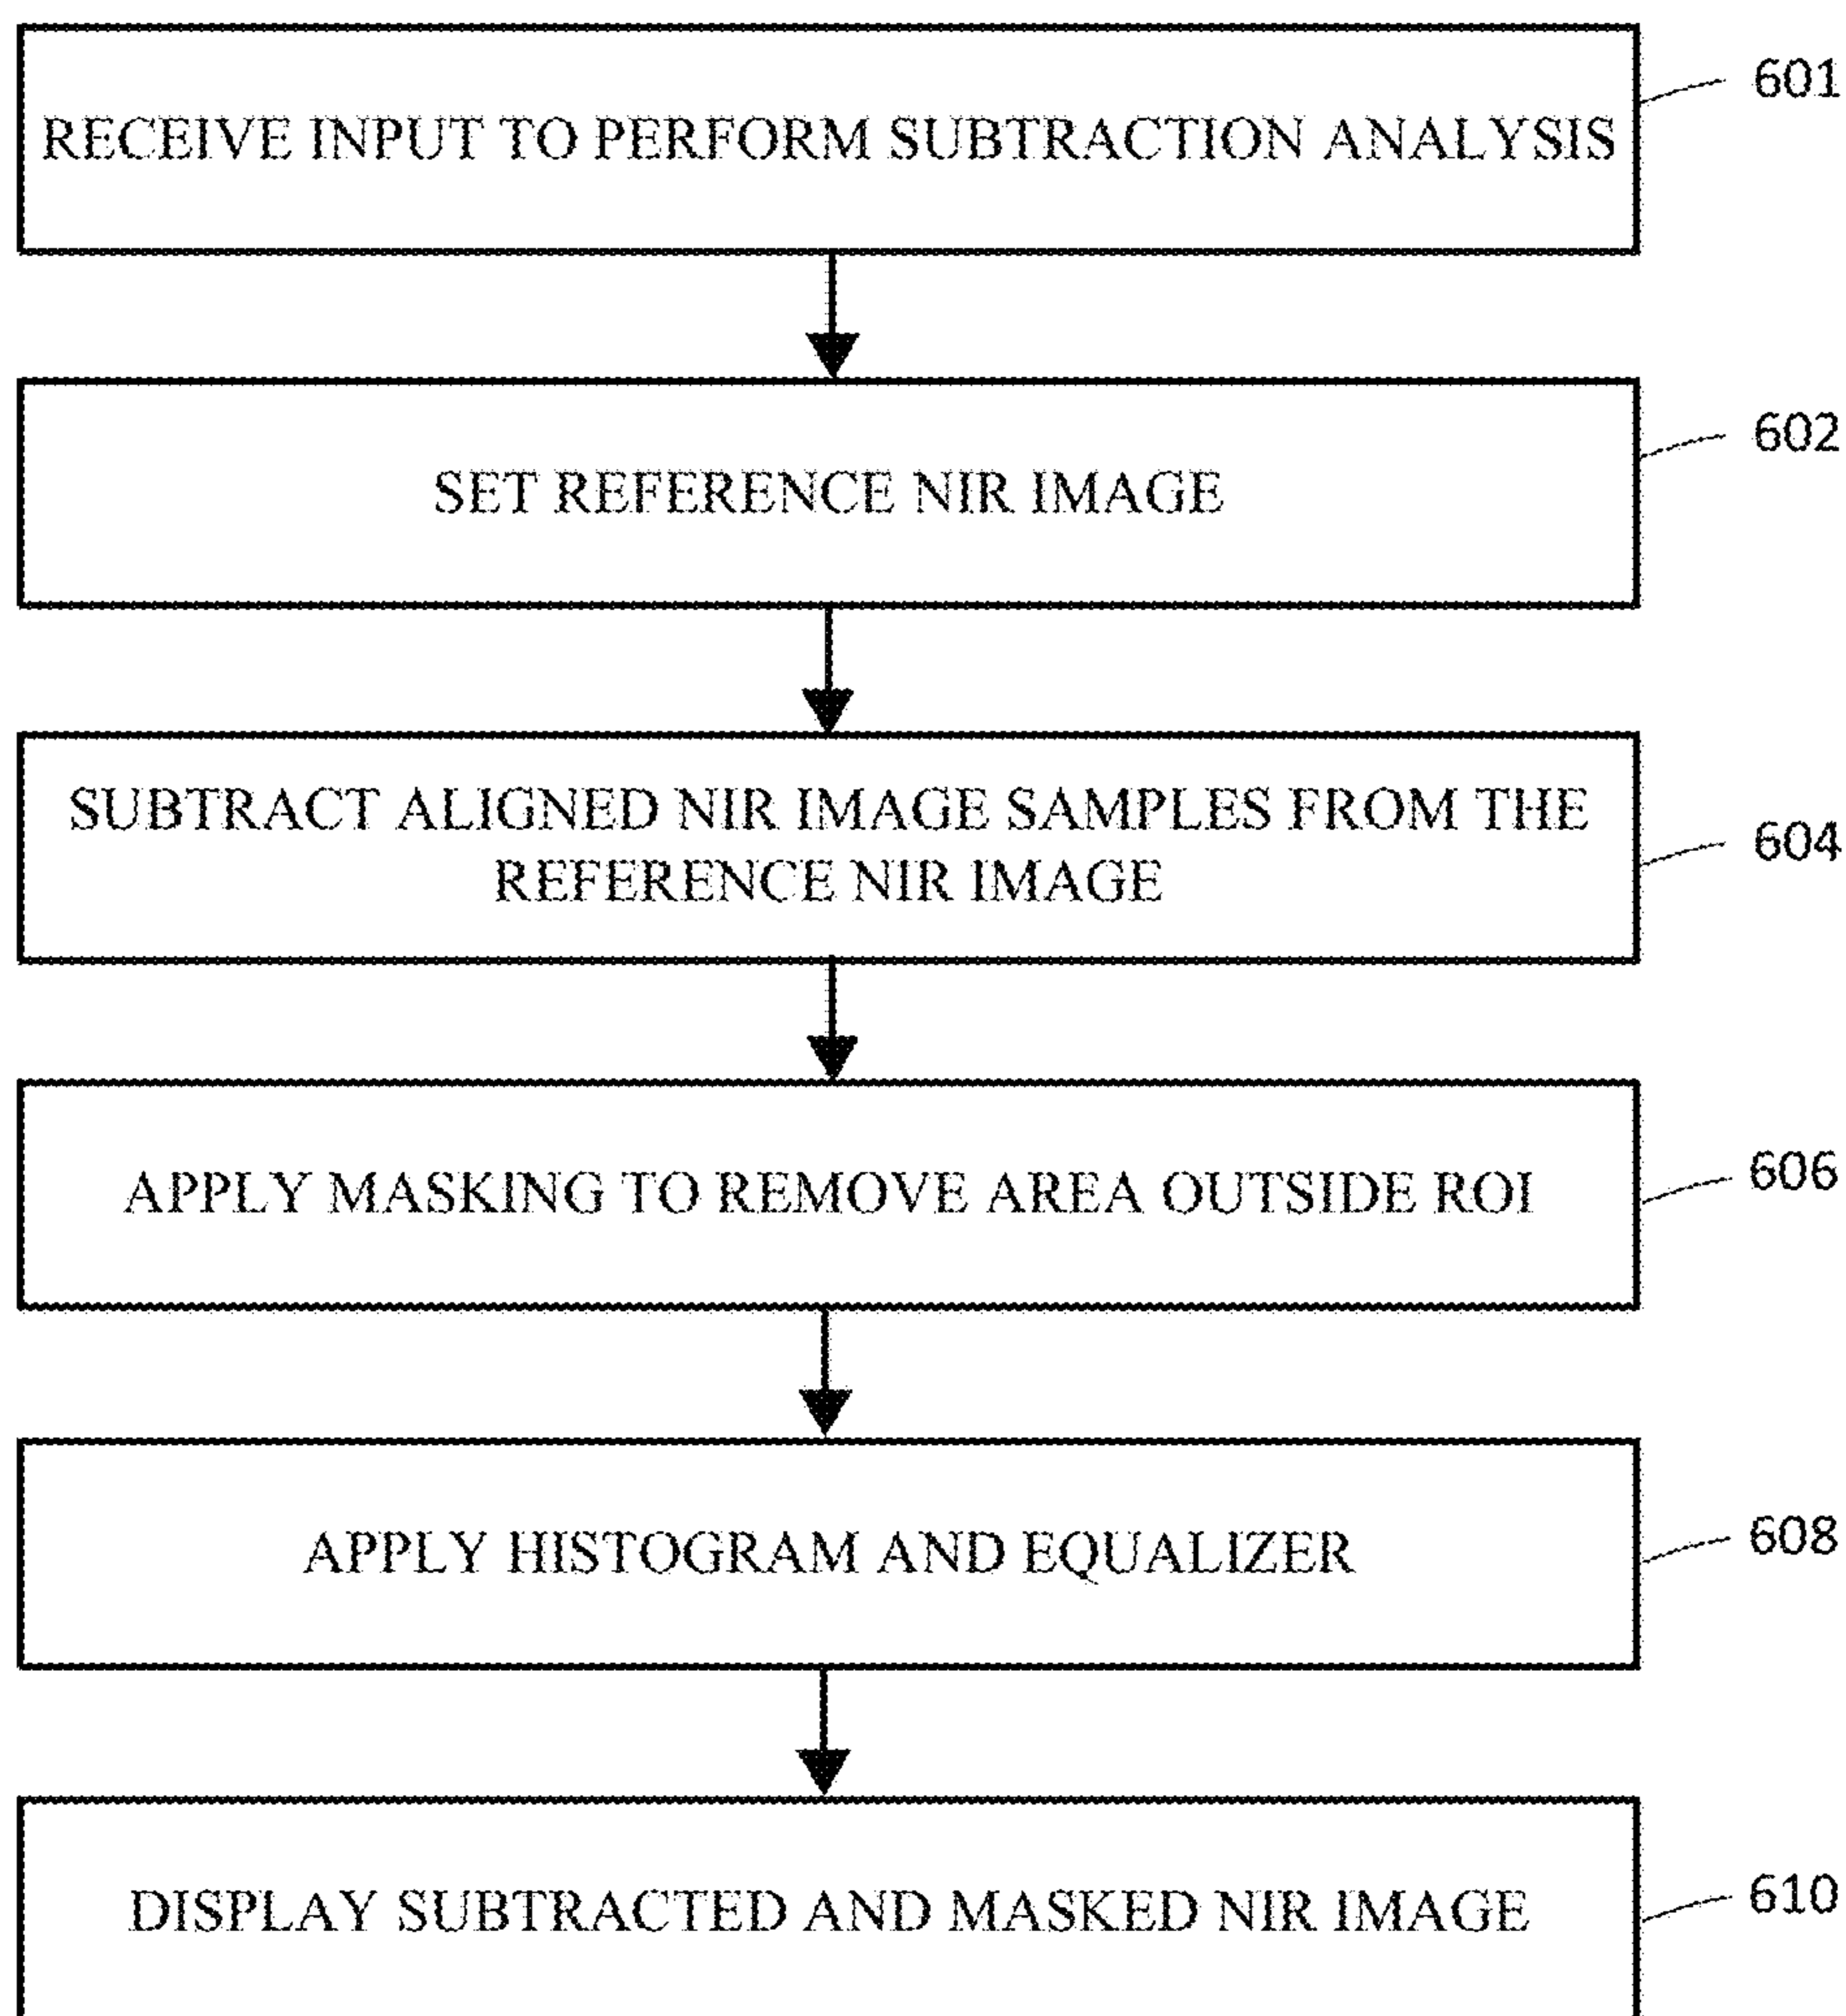 RECEIVE INPUT TO PERFORM SUBTRACTION ANALYSIS
601
SET REFERENCE NIR IMAGE
602
SUBTRACT ALIGNED NIR IMAGE SAMPLES FROM THE
REFERENCE NIR IMAGE
604
APPLY MASKING TO REMOVE AREA OUTSIDE ROI
606
APPLY HISTOGRAM AND EQUALIZER
608
DISPLAY SUBTRACTED AND MASKED NIR IMAGE
610